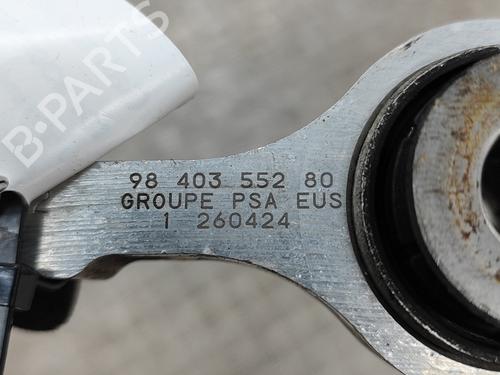 B-PARTS
98 403 552 80
GROUPE PSA EUS
1 260424